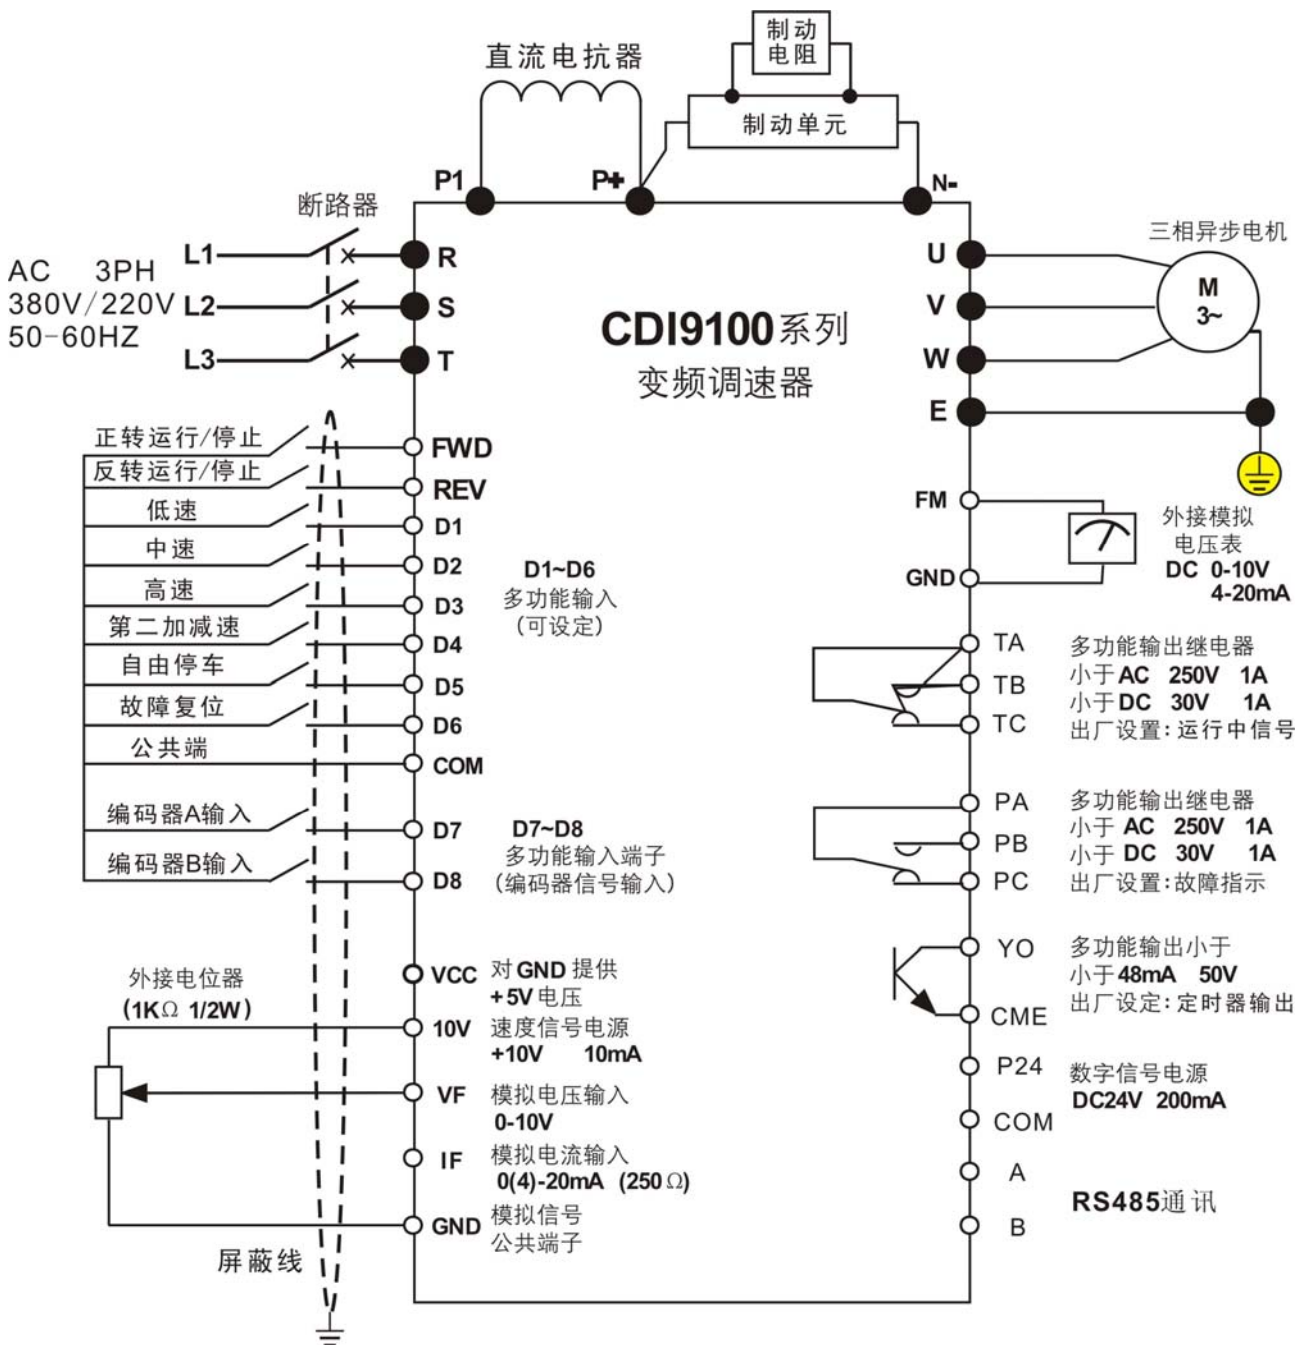 制动
电阻
直流电抗器
制动单元
P1
P+
N-
断路器
三相异步电机
L1
R
U
AC 3PH
380V/220V
50-60HZ
L2
S
V
M
3~
CDI9100系列
变频调速器
L3
T
W
E
正转运行/停止
FWD
反转运行/停止
REV
低速
D1
中速
D2
高速
D3
第二加减速
D4
自由停车
D5
故障复位
D6
公共端
COM
D1~D6
多功能输入
(可设定)
编码器A输入
D7
编码器B输入
D8
D7~D8
多功能输入端子
(编码器信号输入)
FM
GND
外接模拟
电压表
DC 0-10V
4-20mA
TA
TB
TC
多功能输出继电器
小于AC 250V 1A
小于DC 30V 1A
出厂设置:运行中信号
PA
PB
PC
多功能输出继电器
小于 AC 250V 1A
小于 DC 30V 1A
出厂设置:故障指示
YO
CME
多功能输出小于
小于48mA 50V
出厂设定:定时器输出
P24
COM
数字信号电源
DC24V 200mA
A
B
RS485通讯
外接电位器
(1KΩ 1/2W)
VCC
对GND提供
+5V电压
10V
速度信号电源
+10V 10mA
VF
模拟电压输入
0-10V
IF
模拟电流输入
0(4)-20mA (250Ω)
GND
模拟信号
公共端子
屏蔽线